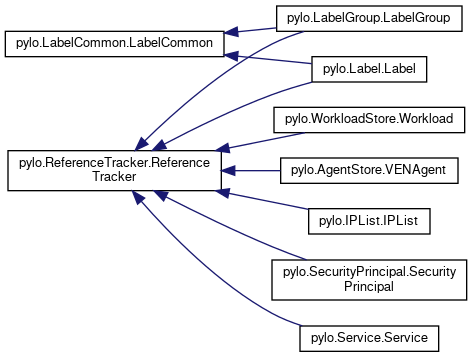 pylo.LabelGroup.LabelGroup
pylo.LabelCommon.LabelCommon
pylo.Label.Label
pylo.WorkloadStore.Workload
pylo.ReferenceTracker.Reference
Tracker
pylo.AgentStore.VENAgent
pylo.IPList.IPList
pylo.SecurityPrincipal.Security
Principal
pylo.Service.Service